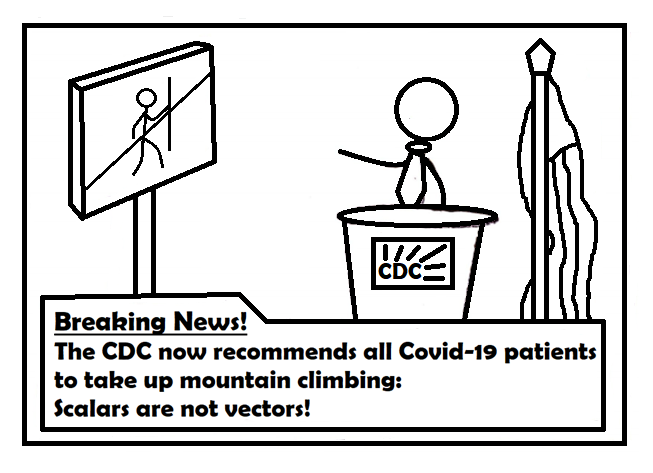 CDC
Breaking News!
The CDC now recommends all Covid-19 patients
to take up mountain climbing:
Scalars are not vectors!